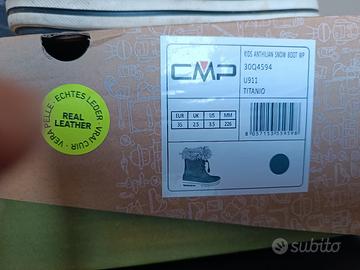 CMP
KIDS ANTHILIAN SNOW BOOT WP
30Q4594
U911
TITANIO
EUR UK US MM
35 2.5 3.5 226
VERA PELLE · ECHTES LEDER · VRAI CUIR
REAL
LEATHER
subito